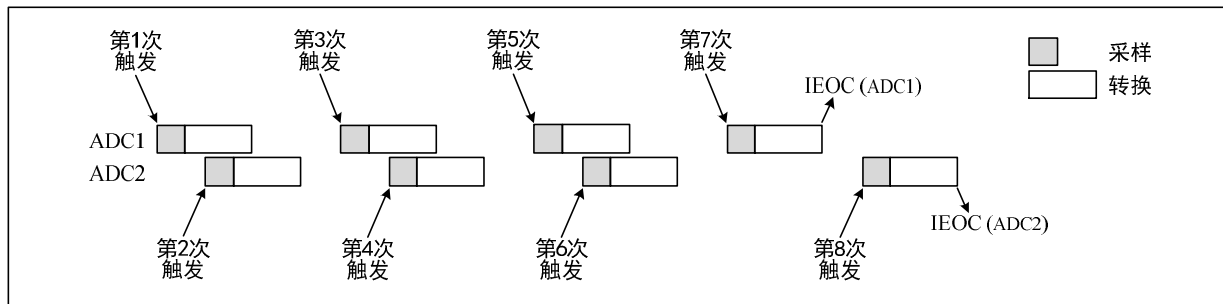 第1次
触发
第3次
触发
第5次
触发
第7次
触发
采样
转换
IEOC (ADC1)
ADC1
ADC2
IEOC (ADC2)
第2次
触发
第4次
触发
第6次
触发
第8次
触发